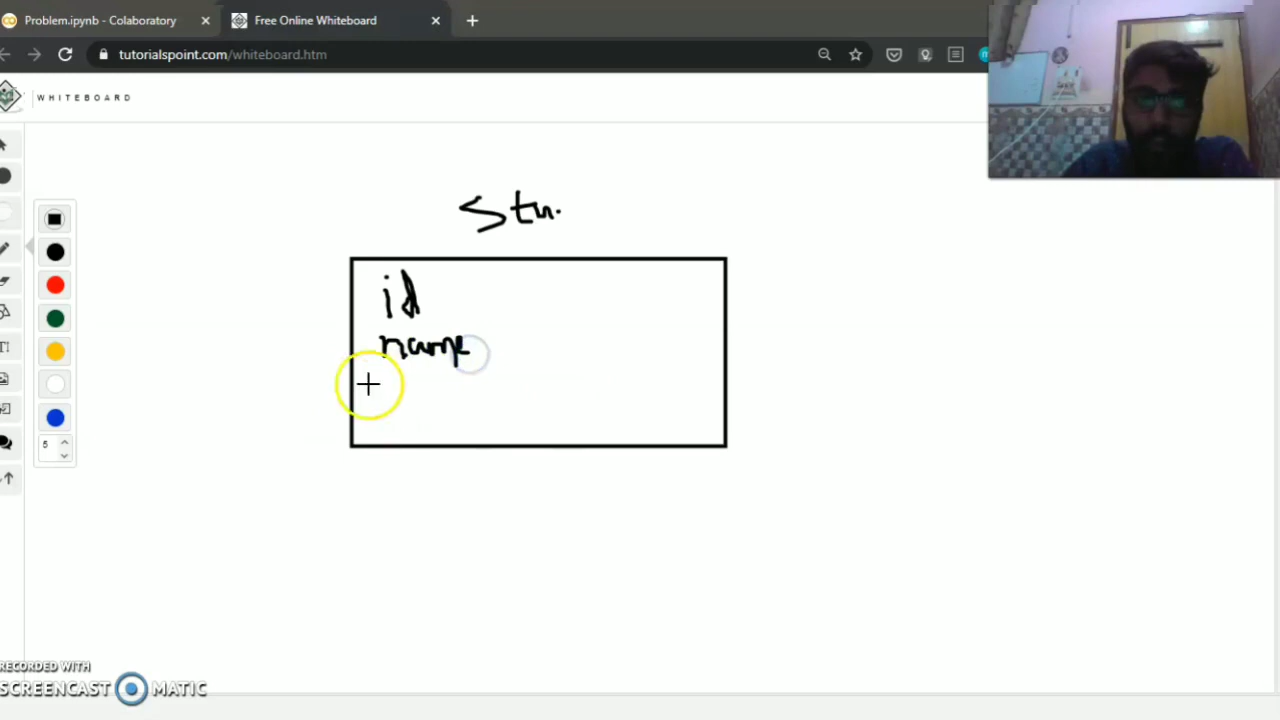 Problem.ipynb - Colaboratory
Free Online Whiteboard
tutorialspoint.com/whiteboard.htm
WHITEBOARD
Stu.
id
name
5
RECORDED WITH
SCREENCAST MATIC